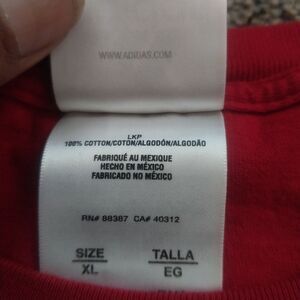 WWW.ADIDAS.COM
LKP
100% COTTON/COTON/ALGODÓN/ALGODÃO
FABRIQUÉ AU MEXIQUE
HECHO EN MÉXICO
FABRICADO NO MÉXICO
RN# 88387 CA# 40312
SIZE TALLA
XL EG